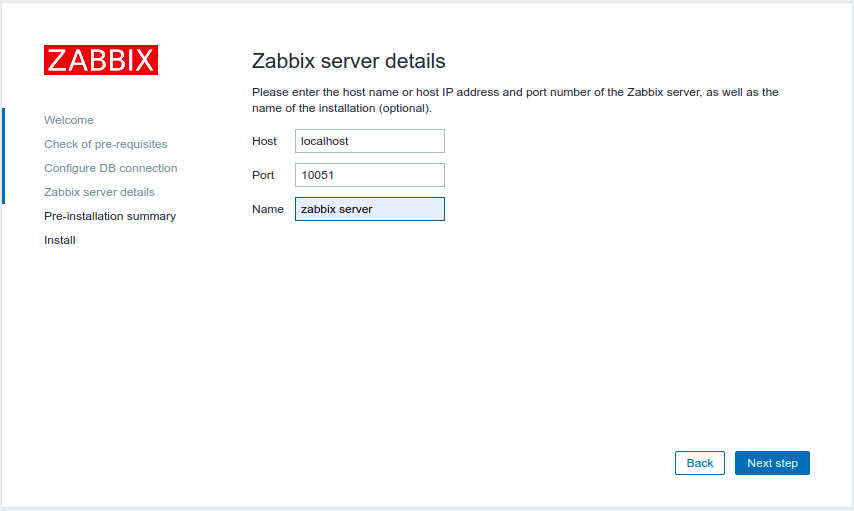 ZABBIX
Welcome
Check of pre-requisites
Configure DB connection
Zabbix server details
Pre-installation summary
Install
Zabbix server details
Please enter the host name or host IP address and port number of the Zabbix server, as well as the
name of the installation (optional).
Host localhost
Port 10051
Name zabbix server
Back Next step